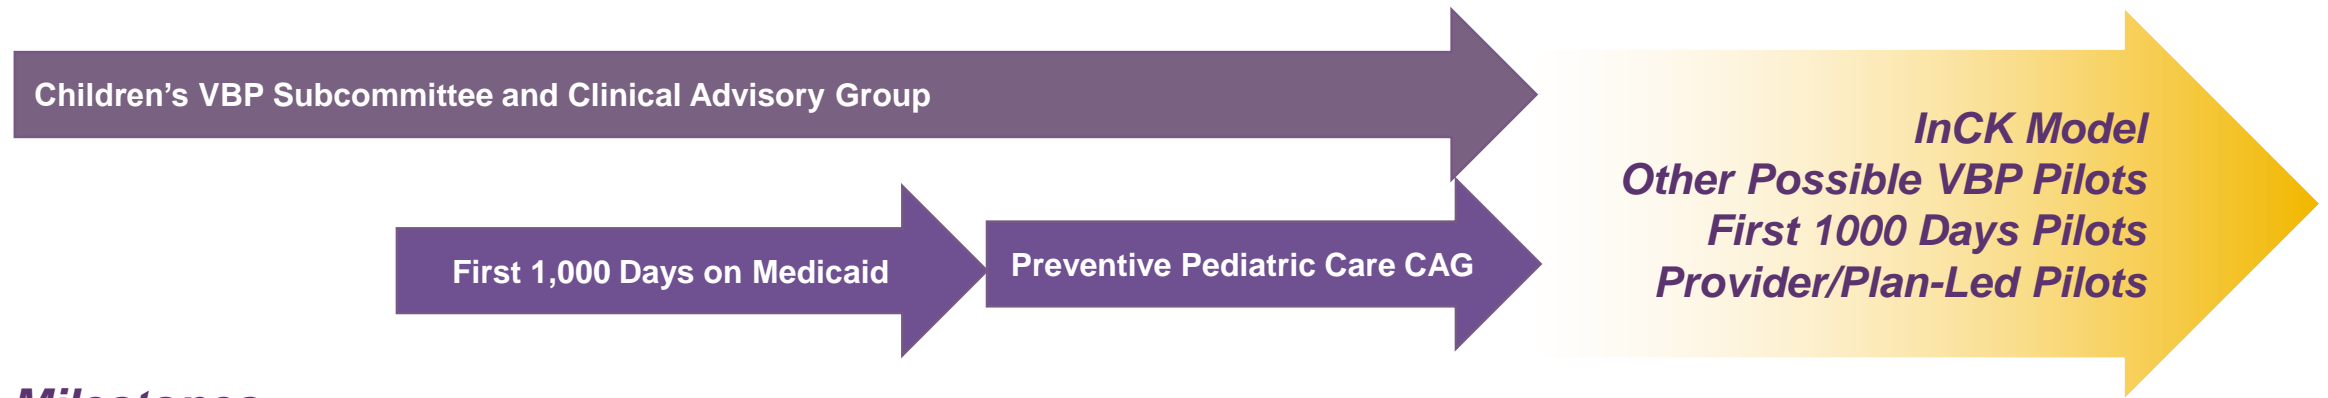 Children’s VBP Subcommittee and Clinical Advisory Group
First 1,000 Days on Medicaid
Preventive Pediatric Care CAG
InCK Model
Other Possible VBP Pilots
First 1000 Days Pilots
Provider/Plan-Led Pilots
Milestones